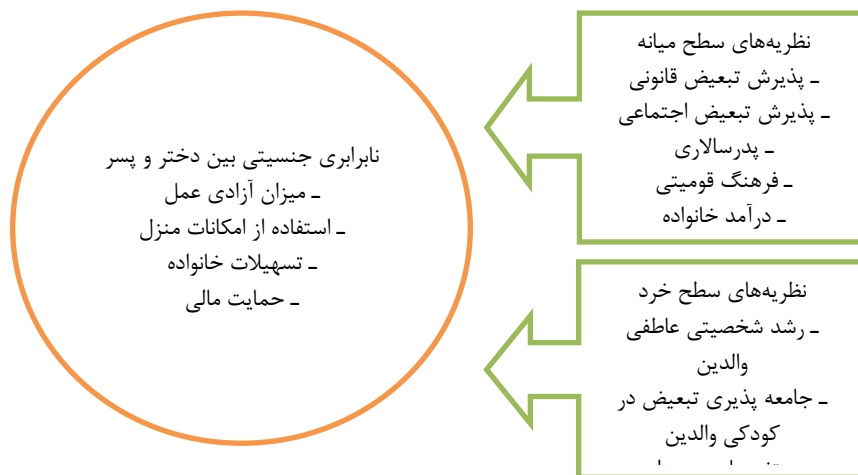 نظریه‌های سطح میانه
ـ پذیرش تبعیض قانونی
ـ پذیرش تبعیض اجتماعی
ـ پدرسالاری
ـ فرهنگ قومیتی
ـ درآمد خانواده
نظریه‌های سطح خرد
ـ رشد شخصیتی عاطفی
والدین
ـ جامعه پذیری تبعیض در
کودکی والدین
نابرابری جنسیتی بین دختر و پسر
ـ میزان آزادی عمل
ـ استفاده از امکانات منزل
ـ تسهیلات خانواده
ـ حمایت مالی